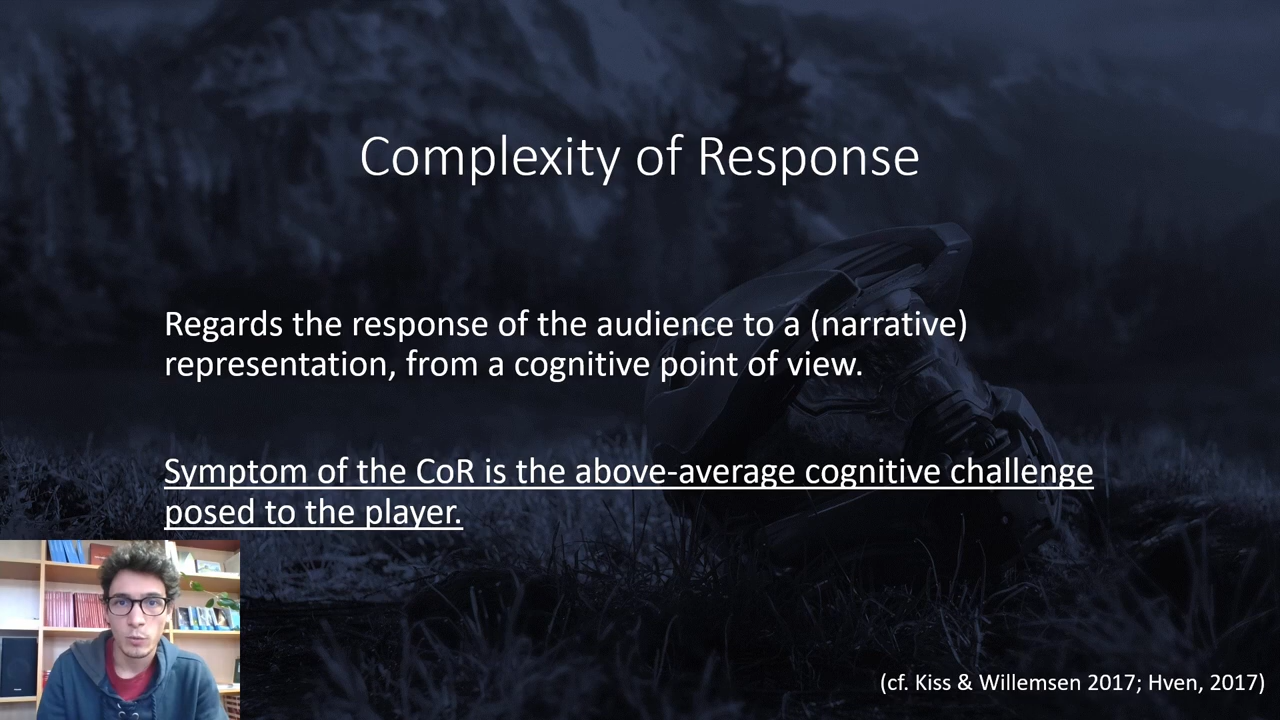 Complexity of Response
Regards the response of the audience to a (narrative)
representation, from a cognitive point of view.
Symptom of the CoR is the above-average cognitive challenge
posed to the player.
(cf. Kiss & Willemsen 2017; Hven, 2017)